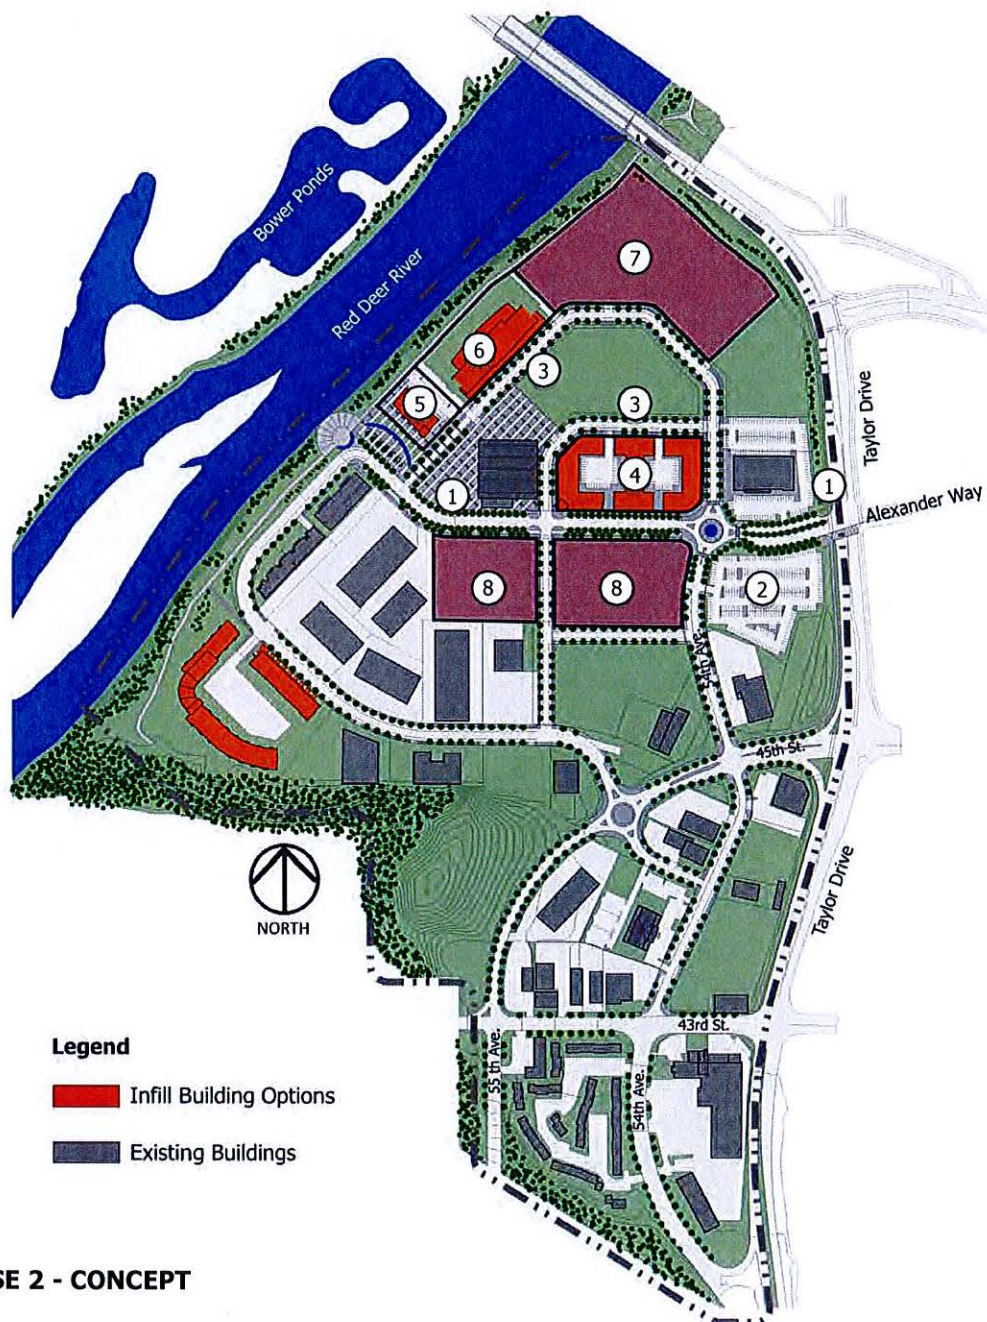 Bower Ponds
Red Deer River
7
6
3
5
3
4
1
1
Taylor Drive
Alexander Way
8
8
2
54th Ave.
45th St.
NORTH
Taylor Drive
43rd St.
55 th Ave.
54th Ave.
Legend
Infill Building Options
Existing Buildings
SE 2 - CONCEPT